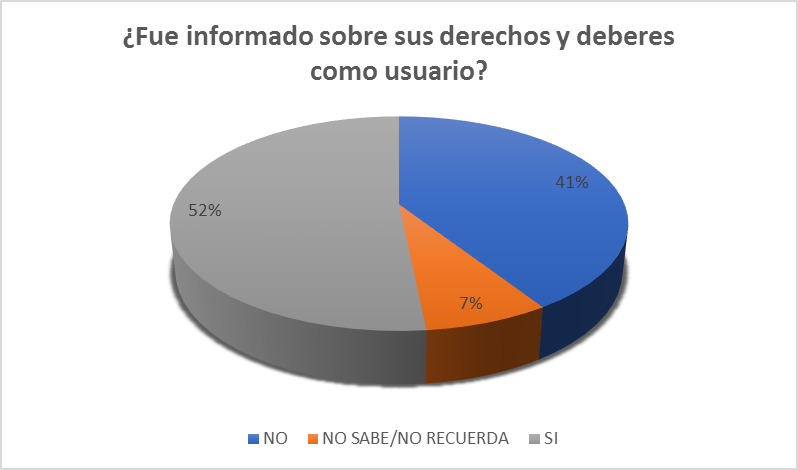 ¿Fue informado sobre sus derechos y deberes
como usuario?
41%
52%
7%
NO NO SABE/NO RECUERDA SI